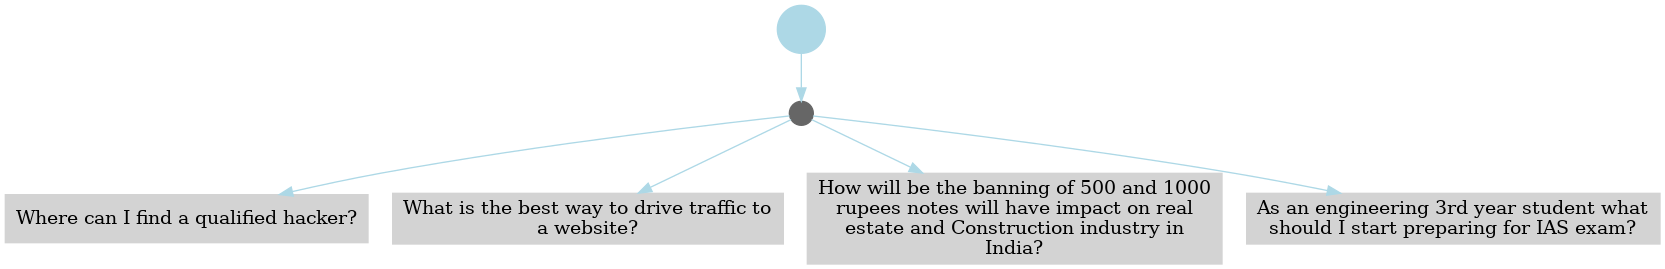 Where can I find a qualified hacker?
What is the best way to drive traffic to
a website?
How will be the banning of 500 and 1000
rupees notes will have impact on real
estate and Construction industry in
India?
As an engineering 3rd year student what
should I start preparing for IAS exam?